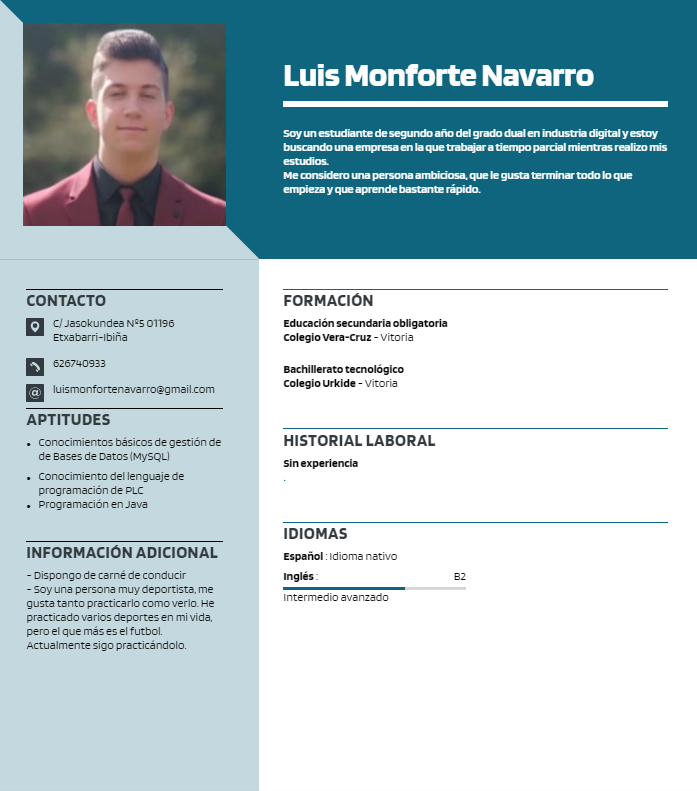 Luis Monforte Navarro
Soy un estudiante de segundo año del grado dual en industria digital y estoy
buscando una empresa en la que trabajar a tiempo parcial mientras realizo mis
estudios.
Me considero una persona ambiciosa, que le gusta terminar todo lo que
empieza y que aprende bastante rápido.
CONTACTO
C/ Jasokundea Nº5 01196
Etxabarri-Ibiña
626740933
luismonfortenavarro@gmail.com
APTITUDES
• Conocimientos básicos de gestión de
de Bases de Datos (MySQL)
• Conocimiento del lenguaje de
programación de PLC
• Programación en Java
INFORMACIÓN ADICIONAL
- Dispongo de carné de conducir
- Soy una persona muy deportista, me
gusta tanto practicarlo como verlo. He
practicado varios deportes en mi vida,
pero el que más es el futbol.
Actualmente sigo practicándolo.
FORMACIÓN
Educación secundaria obligatoria
Colegio Vera-Cruz - Vitoria
Bachillerato tecnológico
Colegio Urkide - Vitoria
HISTORIAL LABORAL
Sin experiencia
.
IDIOMAS
Español : Idioma nativo
Inglés : B2
Intermedio avanzado